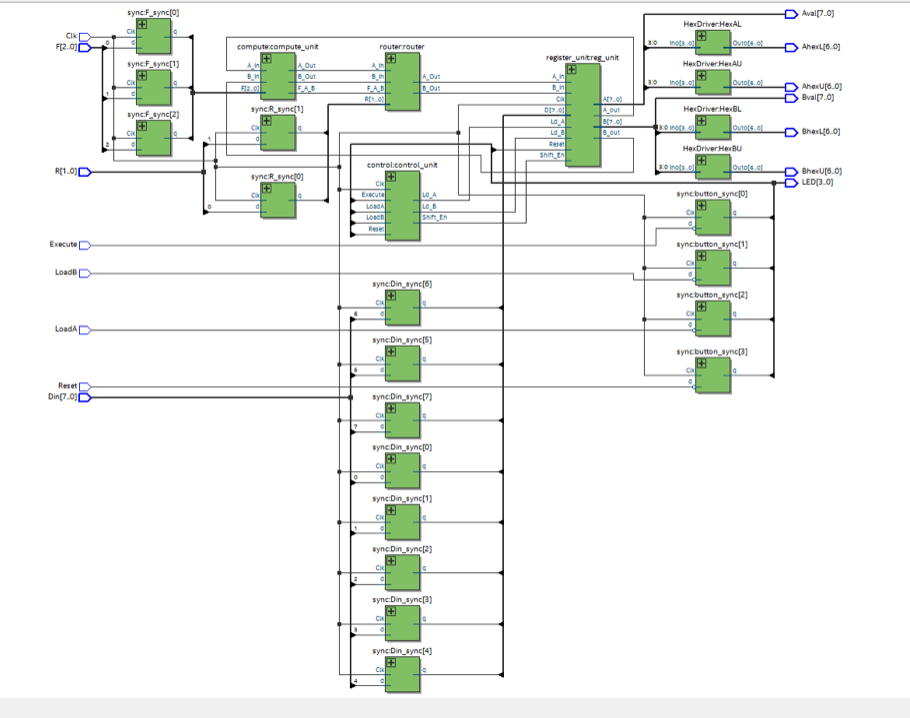 Clk
F[2..0]
R[1..0]
Execute
LoadB
LoadA
Reset
Din[7..0]
sync:F_sync[0]
Clk
d
q
0
sync:F_sync[1]
Clk
d
q
1
sync:F_sync[2]
Clk
d
q
2
compute:compute_unit
A_In
B_In
F[2..0]
A_Out
B_Out
F_A_B
sync:R_sync[1]
Clk
d
q
1
sync:R_sync[0]
Clk
d
q
0
router:router
A_In
B_In
F_A_B
R[1..0]
A_Out
B_Out
control:control_unit
Clk
Execute
LoadA
LoadB
Reset
Ld_A
Ld_B
Shift_En
register_unit:reg_unit
A_In
B_In
Clk
D[7..0]
Ld_A
Ld_B
Reset
Shift_En
A[7..0]
A_out
B[7..0]
B_out
HexDriver:HexAL
3:0 In0[3..0]
Out0[6..0]
HexDriver:HexAU
3:0 In0[3..0]
Out0[6..0]
HexDriver:HexBL
3:0 In0[3..0]
Out0[6..0]
HexDriver:HexBU
3:0 In0[3..0]
Out0[6..0]
Aval[7..0]
AhexL[6..0]
AhexU[6..0]
Bval[7..0]
BhexL[6..0]
BhexU[6..0]
LED[3..0]
sync:button_sync[0]
Clk
d
q
sync:button_sync[1]
Clk
d
q
sync:button_sync[2]
Clk
d
q
sync:button_sync[3]
Clk
d
q
sync:Din_sync[6]
Clk
d
q
6
sync:Din_sync[5]
Clk
d
q
5
sync:Din_sync[7]
Clk
d
q
7
sync:Din_sync[0]
Clk
d
q
0
sync:Din_sync[1]
Clk
d
q
1
sync:Din_sync[2]
Clk
d
q
2
sync:Din_sync[3]
Clk
d
q
3
sync:Din_sync[4]
Clk
d
q
4